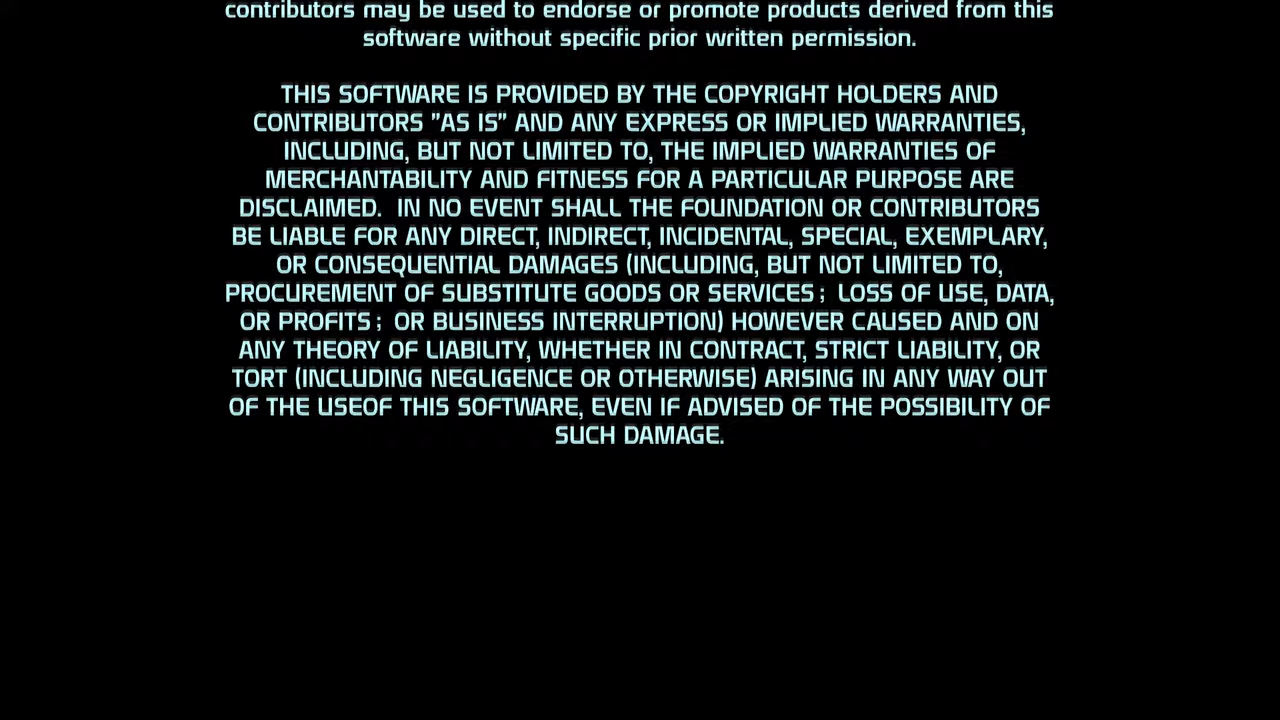 contributors may be used to endorse or promote products derived from this
software without specific prior written permission.
THIS SOFTWARE IS PROVIDED BY THE COPYRIGHT HOLDERS AND
CONTRIBUTORS "AS IS" AND ANY EXPRESS OR IMPLIED WARRANTIES,
INCLUDING, BUT NOT LIMITED TO, THE IMPLIED WARRANTIES OF
MERCHANTABILITY AND FITNESS FOR A PARTICULAR PURPOSE ARE
DISCLAIMED.  IN NO EVENT SHALL THE FOUNDATION OR CONTRIBUTORS
BE LIABLE FOR ANY DIRECT, INDIRECT, INCIDENTAL, SPECIAL, EXEMPLARY,
OR CONSEQUENTIAL DAMAGES (INCLUDING, BUT NOT LIMITED TO,
PROCUREMENT OF SUBSTITUTE GOODS OR SERVICES ;  LOSS OF USE, DATA,
OR PROFITS ;  OR BUSINESS INTERRUPTION) HOWEVER CAUSED AND ON
ANY THEORY OF LIABILITY, WHETHER IN CONTRACT, STRICT LIABILITY, OR
TORT (INCLUDING NEGLIGENCE OR OTHERWISE) ARISING IN ANY WAY OUT
OF THE USEOF THIS SOFTWARE, EVEN IF ADVISED OF THE POSSIBILITY OF
SUCH DAMAGE.